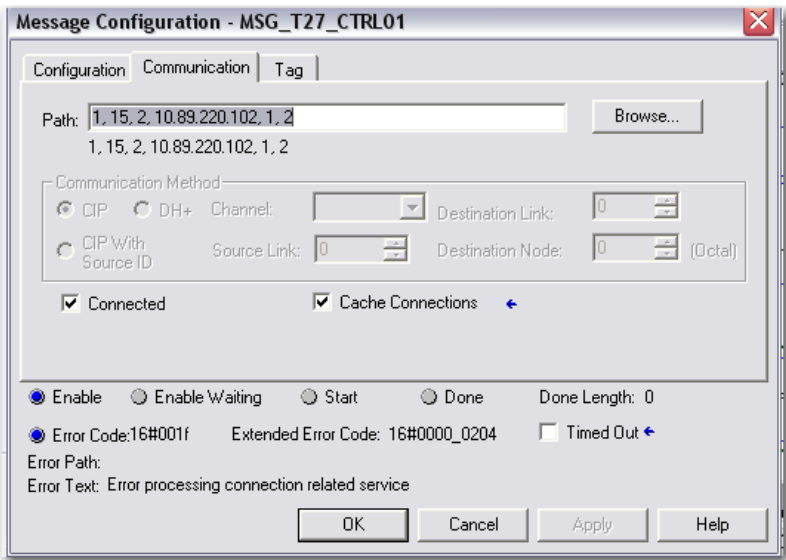 Message Configuration - MSG_T27_CTRL01
Configuration Communication Tag
Path: 1, 15, 2, 10.89.220.102, 1, 2 Browse...
1, 15, 2, 10.89.220.102, 1, 2
Communication Method
CIP DH+ Channel: Destination Link: 0
CIP With
Source ID Source Link: 0 Destination Node: 0 (Octal)
Connected Cache Connections
Enable Enable Waiting Start Done Done Length: 0
Error Code:16#001f Extended Error Code: 16#0000_0204 Timed Out
Error Path:
Error Text: Error processing connection related service
OK Cancel Apply Help